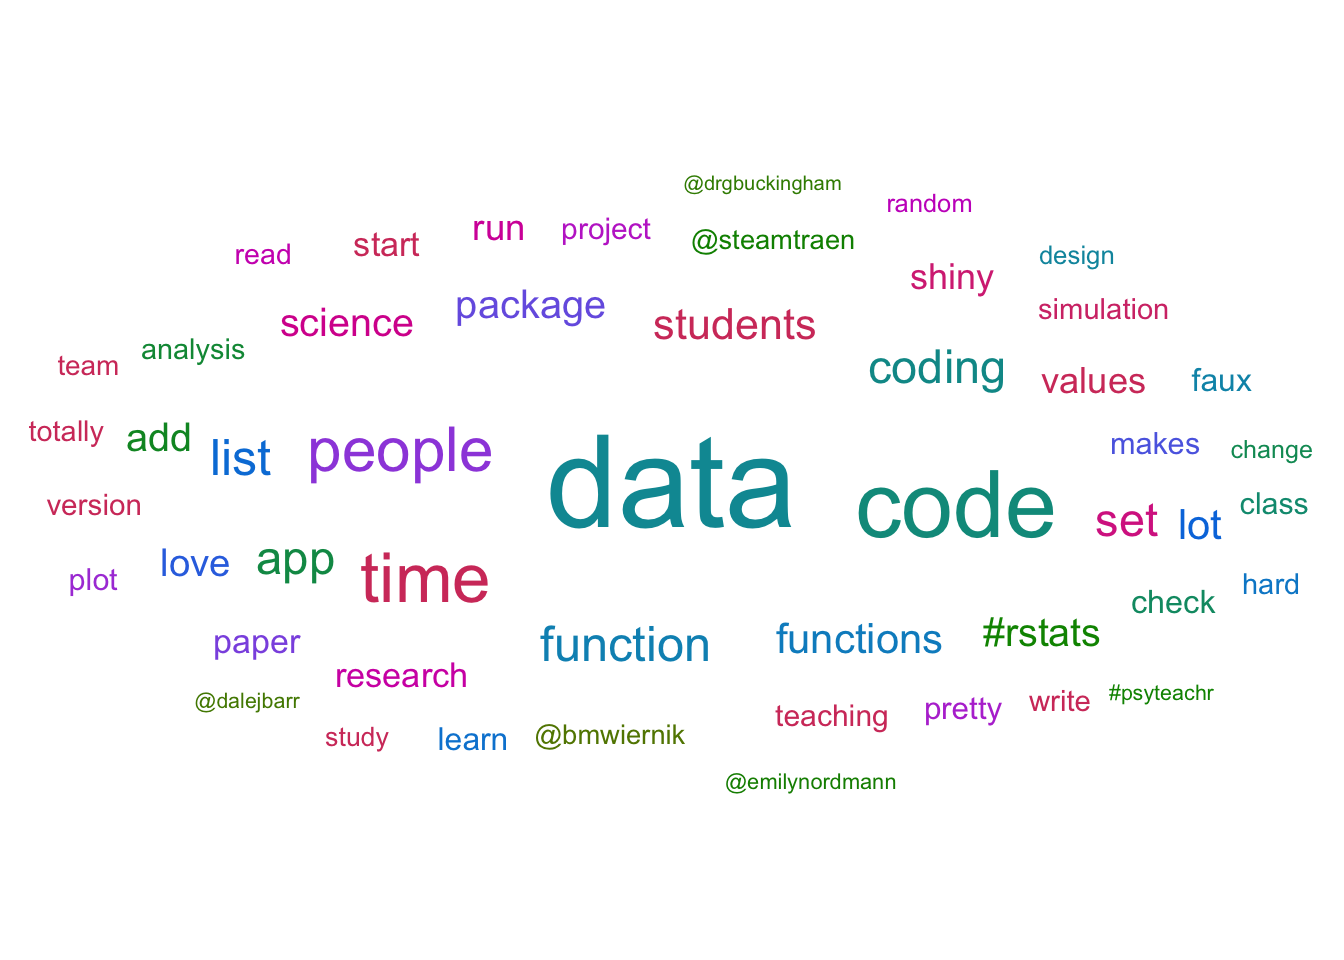 @drgbuckingham
random
run
project
@steamtraen
read
start
design
shiny
package
simulation
science
students
analysis
team
coding
values
faux
totally
add
list
people
makes
change
data
code
version
set
lot
class
love
app
time
plot
hard
check
paper
function
functions
#rstats
research
@dalejbarr
teaching
pretty
write
#psyteachr
study
learn
@bmwiernik
@emilynordmann